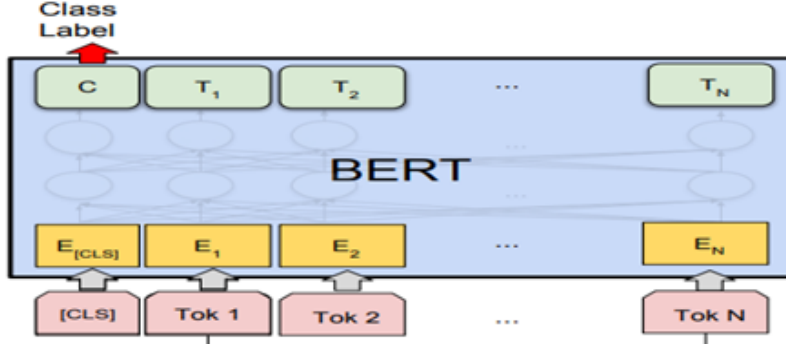 Class
Label
C T1 T2 ... TN
...
BERT
...
E[CLS] E1 E2 ... EN
[CLS] Tok 1 Tok 2 ... Tok N